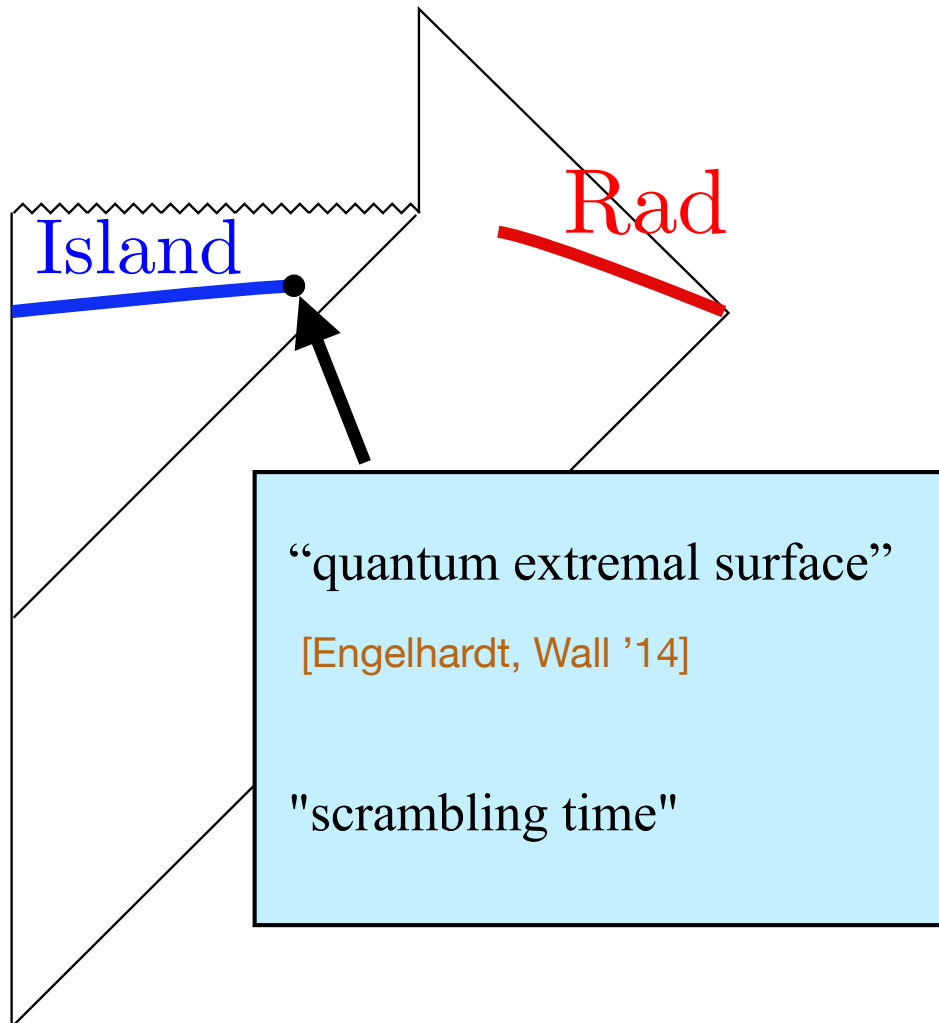 Rad
Island
“quantum extremal surface”
[Engelhardt, Wall ’14]
"scrambling time"